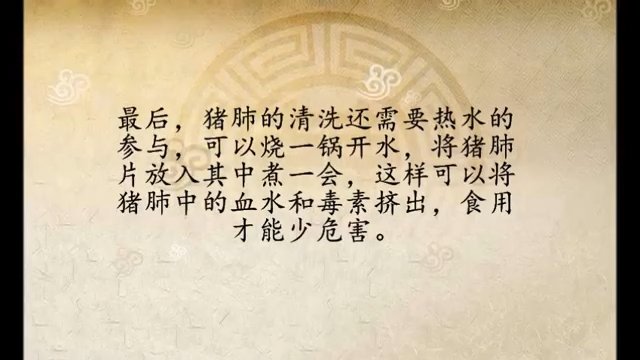 最后，猪肺的清洗还需要热水的
参与，可以烧一锅开水，将猪肺
片放入其中煮一会，这样可以将
猪肺中的血水和毒素挤出，食用
才能少危害。